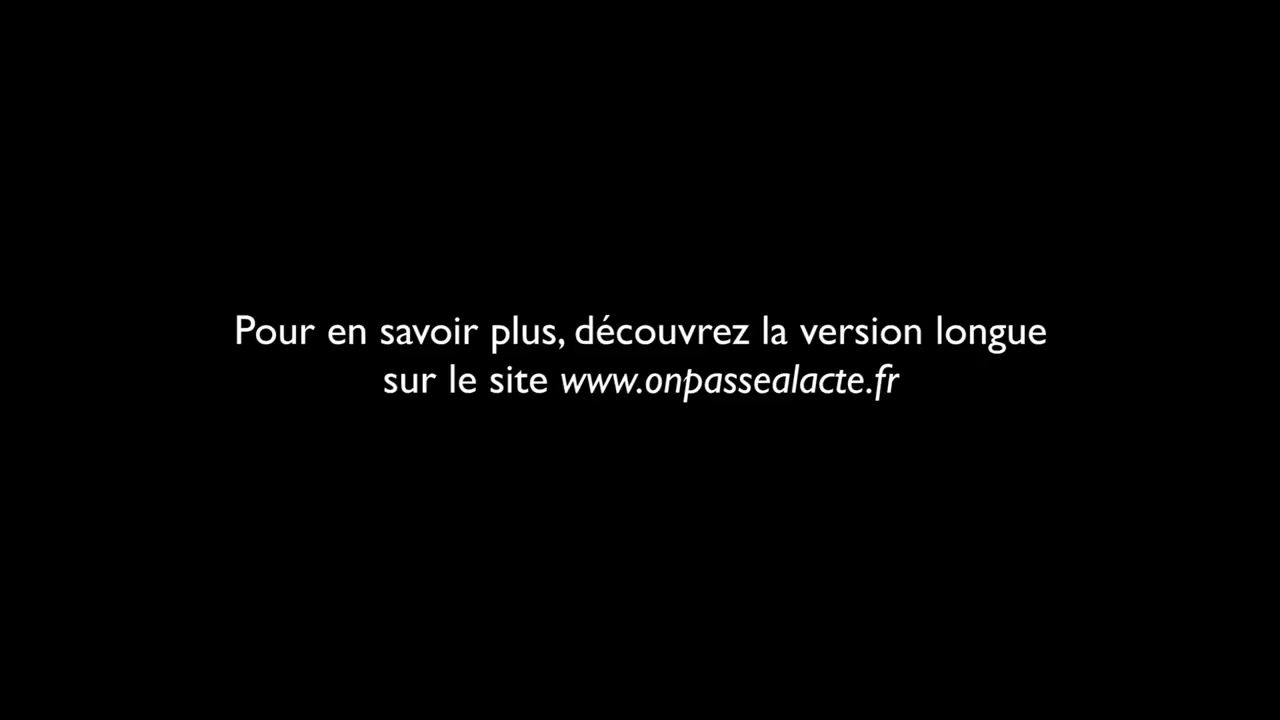 Pour en savoir plus, découvrez la version longue
sur le site www.onpassealacte.fr